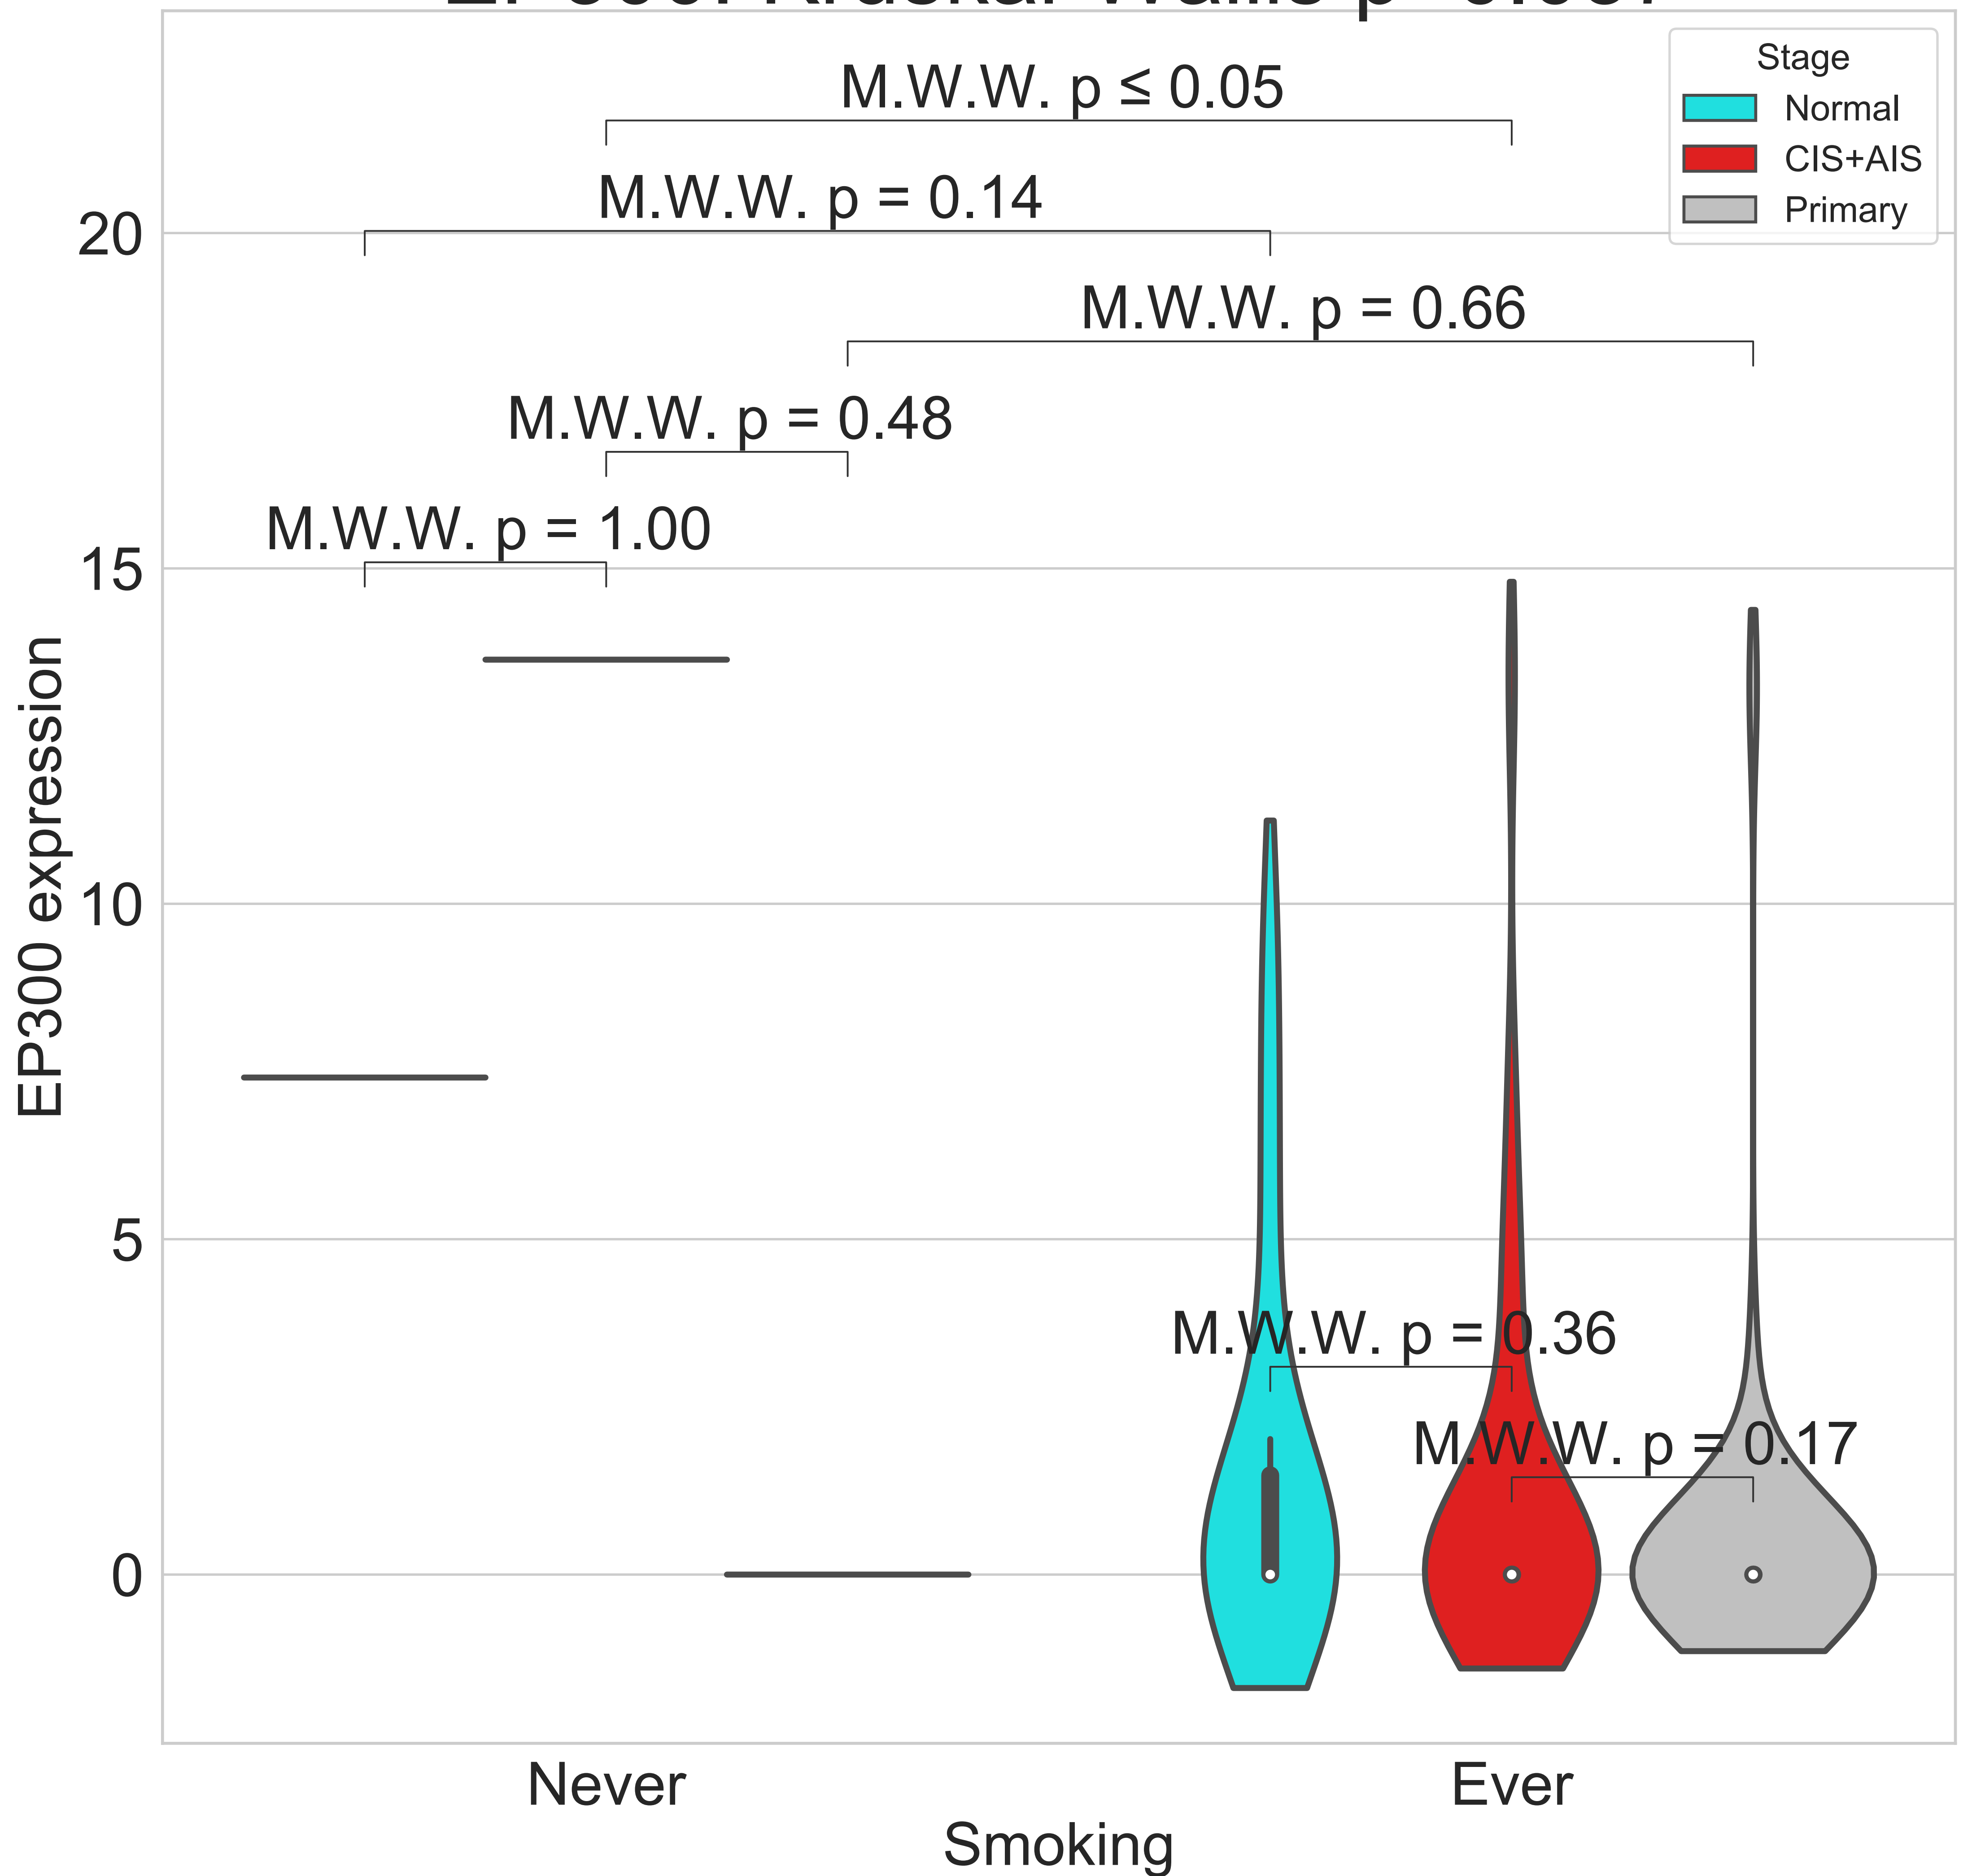 Stage
Normal
CIS+AIS
Primary
M.W.W. p ≤ 0.05
M.W.W. p = 0.14
M.W.W. p = 0.66
M.W.W. p = 0.48
M.W.W. p = 1.00
M.W.W. p = 0.36
M.W.W. p = 0.17
20
15
10
5
0
EP300 expression
Never
Ever
Smoking